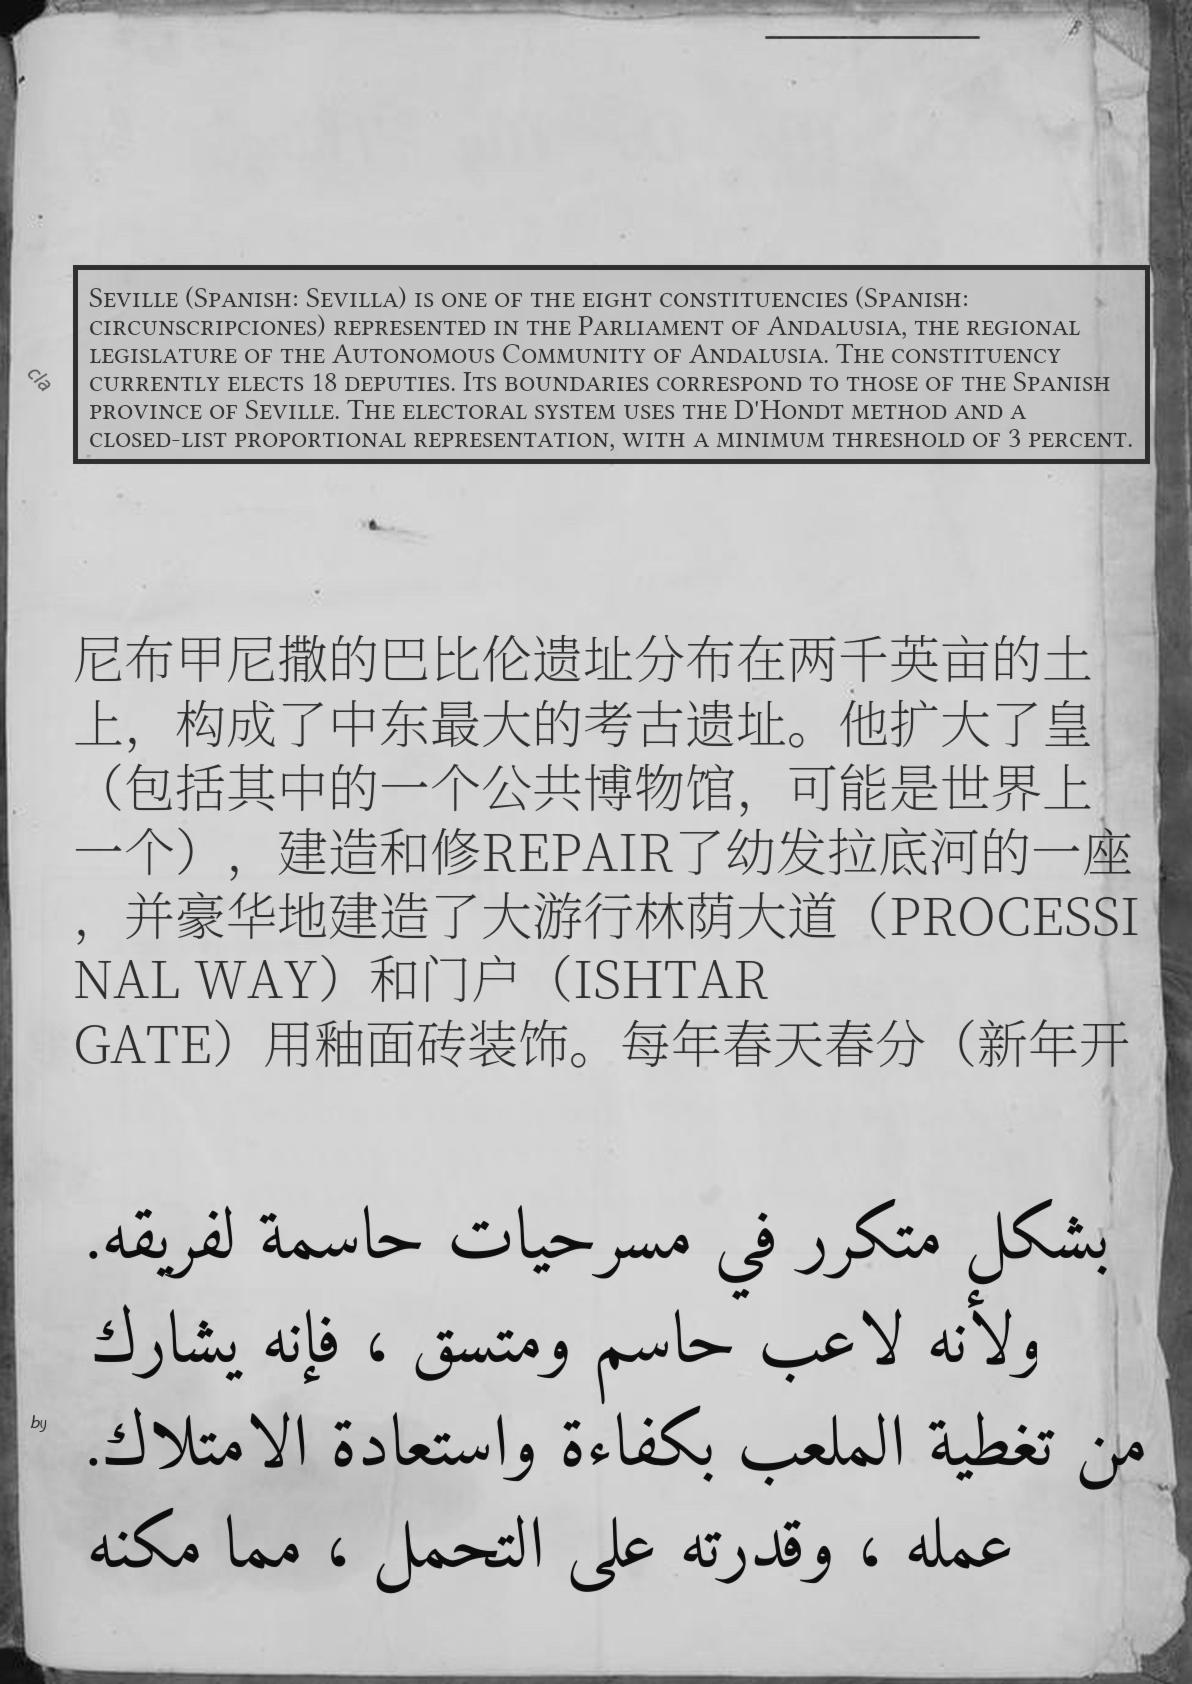 B
Seville (Spanish: Sevilla) is one of the eight constituencies (Spanish:
circunscripciones) represented in the Parliament of Andalusia, the regional
legislature of the Autonomous Community of Andalusia. The constituency
currently elects 18 deputies. Its boundaries correspond to those of the Spanish
province of Seville. The electoral system uses the D'Hondt method and a
closed-list proportional representation, with a minimum threshold of 3 percent.
cla
尼布甲尼撒的巴比伦遗址分布在两千英亩的土
上，构成了中东最大的考古遗址。他扩大了皇
（包括其中的一个公共博物馆，可能是世界上
一个），建造和修REPAIR了幼发拉底河的一座
，并豪华地建造了大游行林荫大道（PROCESSI
NAL WAY）和门户（ISHTAR
GATE）用釉面砖装饰。每年春天春分（新年开
بشكل متكرر في مسرحيات حاسمة لفريقه.
ولأنه لاعب حاسم ومتسق ، فإنه يشارك
من تغطية الملعب بكفاءة واستعادة الامتلاك.
عمله ، وقدرته على التحمل ، مما مكنه
by